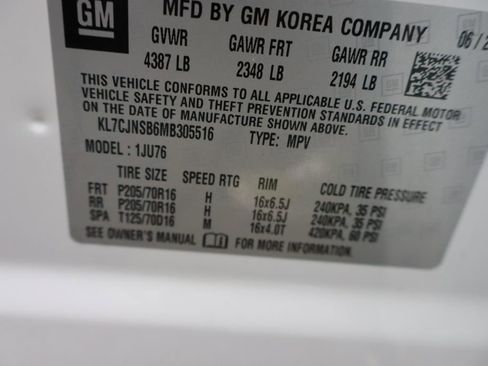 GM
MFD BY GM KOREA COMPANY
06/2
GVWR GAWR FRT GAWR RR
4387 LB 2348 LB 2194 LB
THIS VEHICLE CONFORMS TO ALL APPLICABLE U.S. FEDERAL MOTOR
VEHICLE SAFETY AND THEFT PREVENTION STANDARDS IN EFFECT
ON THE DATE OF MANUFACTURE SHOWN ABOVE.
KL7CJNSB6MB305516 TYPE: MPV
MODEL : 1JU76
TIRE SIZE SPEED RTG RIM COLD TIRE PRESSURE
FRT P205/70R16 H 16x6.5J 240KPA, 35 PSI
RR P205/70R16 H 16x6.5J 240KPA, 35 PSI
SPA T125/70D16 M 16x4.0T 420KPA, 60 PSI
SEE OWNER'S MANUAL FOR MORE INFORMATION